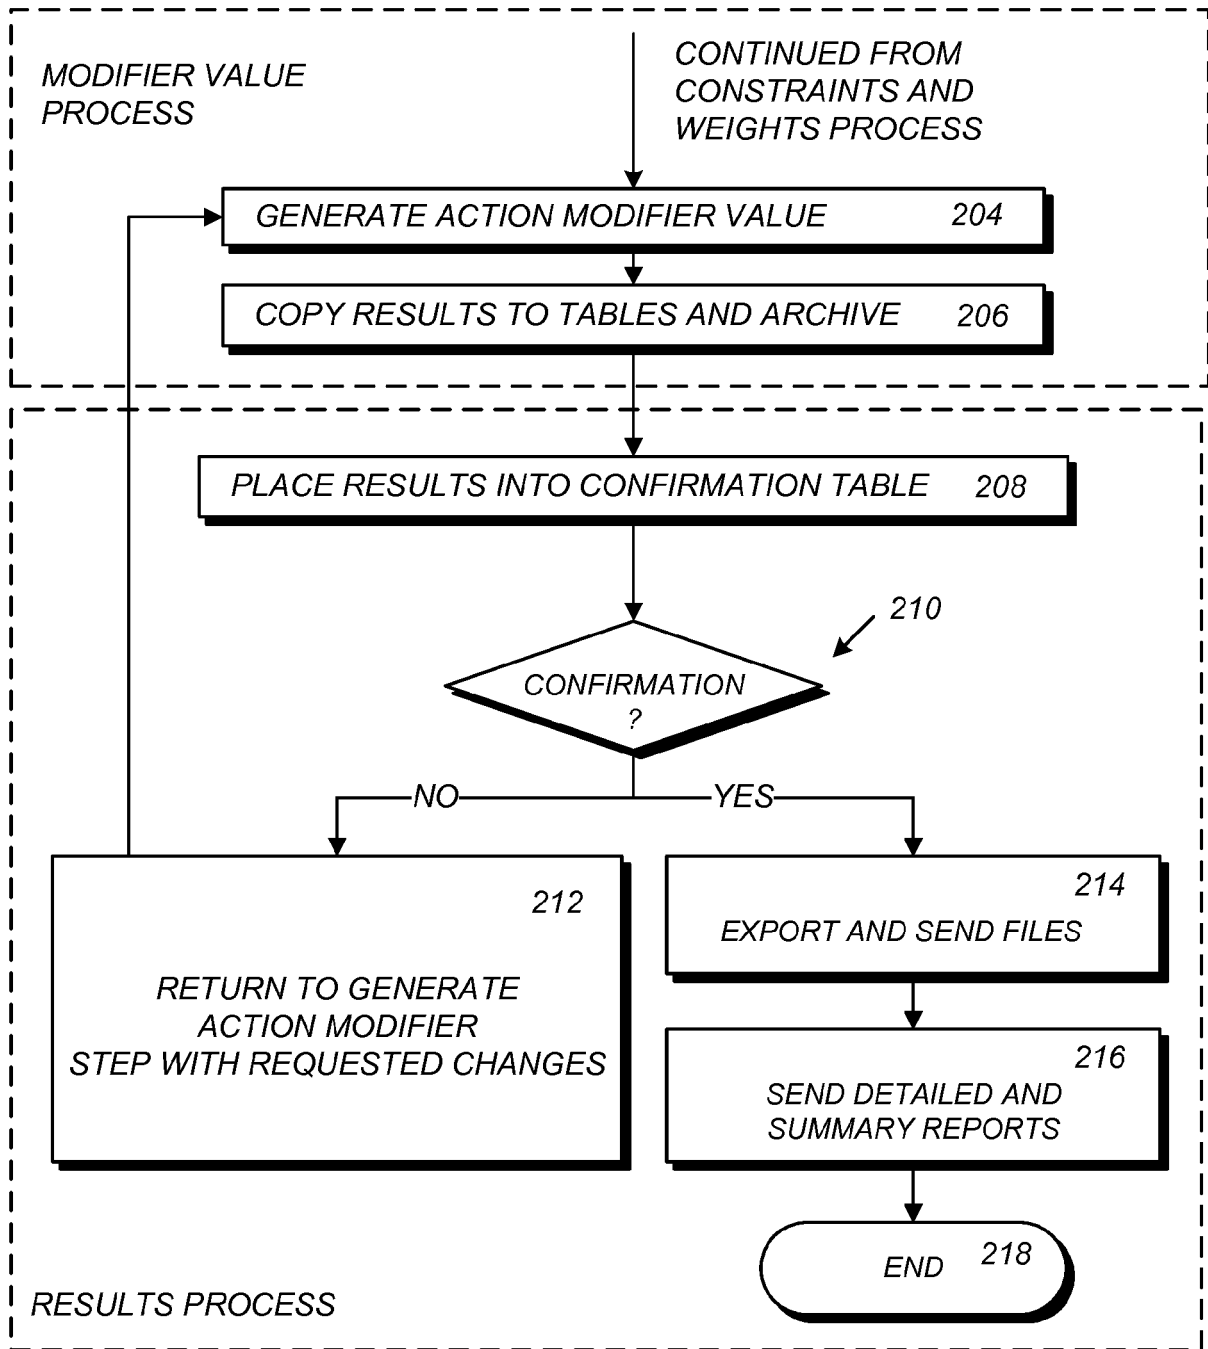 MODIFIER VALUE
PROCESS
CONTINUED FROM
CONSTRAINTS AND
WEIGHTS PROCESS
GENERATE ACTION MODIFIER VALUE 204
COPY RESULTS TO TABLES AND ARCHIVE 206
PLACE RESULTS INTO CONFIRMATION TABLE 208
210
CONFIRMATION
?
NO
YES
212
RETURN TO GENERATE
ACTION MODIFIER
STEP WITH REQUESTED CHANGES
214
EXPORT AND SEND FILES
216
SEND DETAILED AND
SUMMARY REPORTS
END 218
RESULTS PROCESS